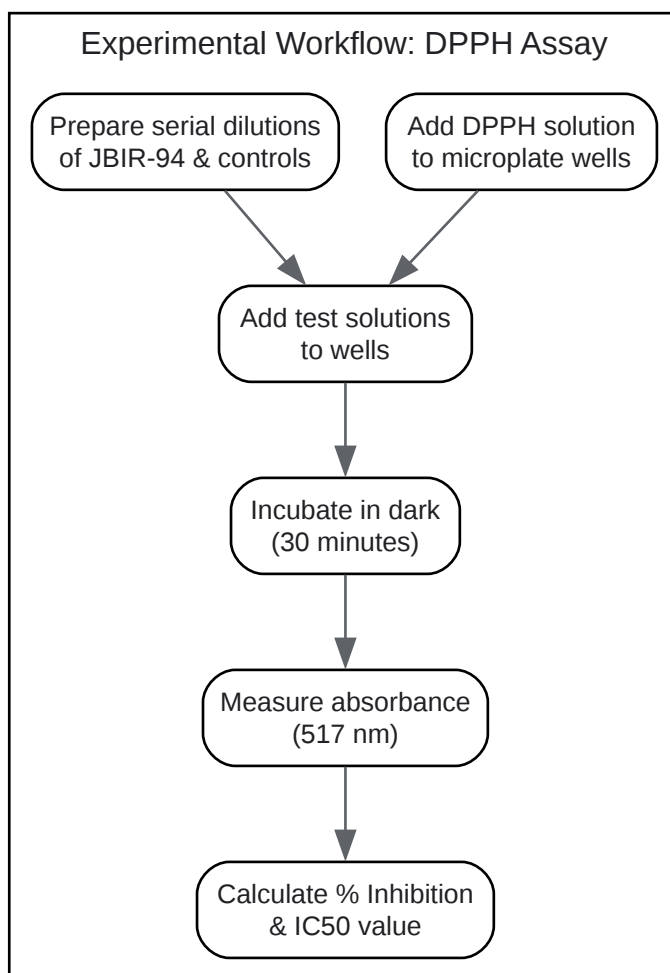 Experimental Workflow: DPPH Assay
Prepare serial dilutions
of JBIR-94 & controls
Add DPPH solution
to microplate wells
Add test solutions
to wells
Incubate in dark
(30 minutes)
Measure absorbance
(517 nm)
Calculate % Inhibition
& IC50 value